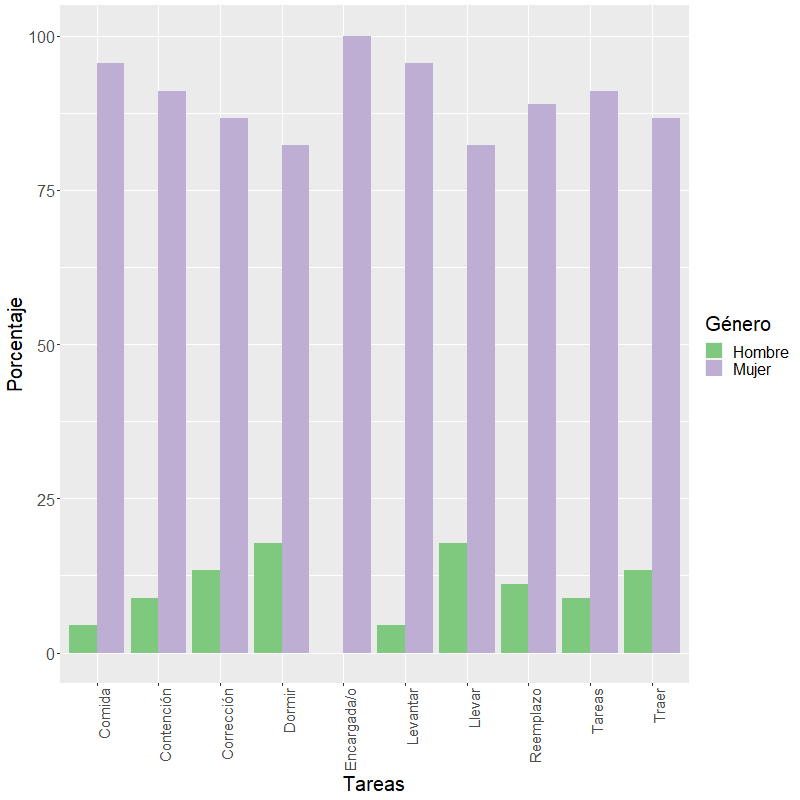 100
75
50
25
0
Porcentaje
Comida
Contención
Corrección
Dormir
Encargada/o
Levantar
Llevar
Reemplazo
Tareas
Traer
Tareas
Género
Hombre
Mujer